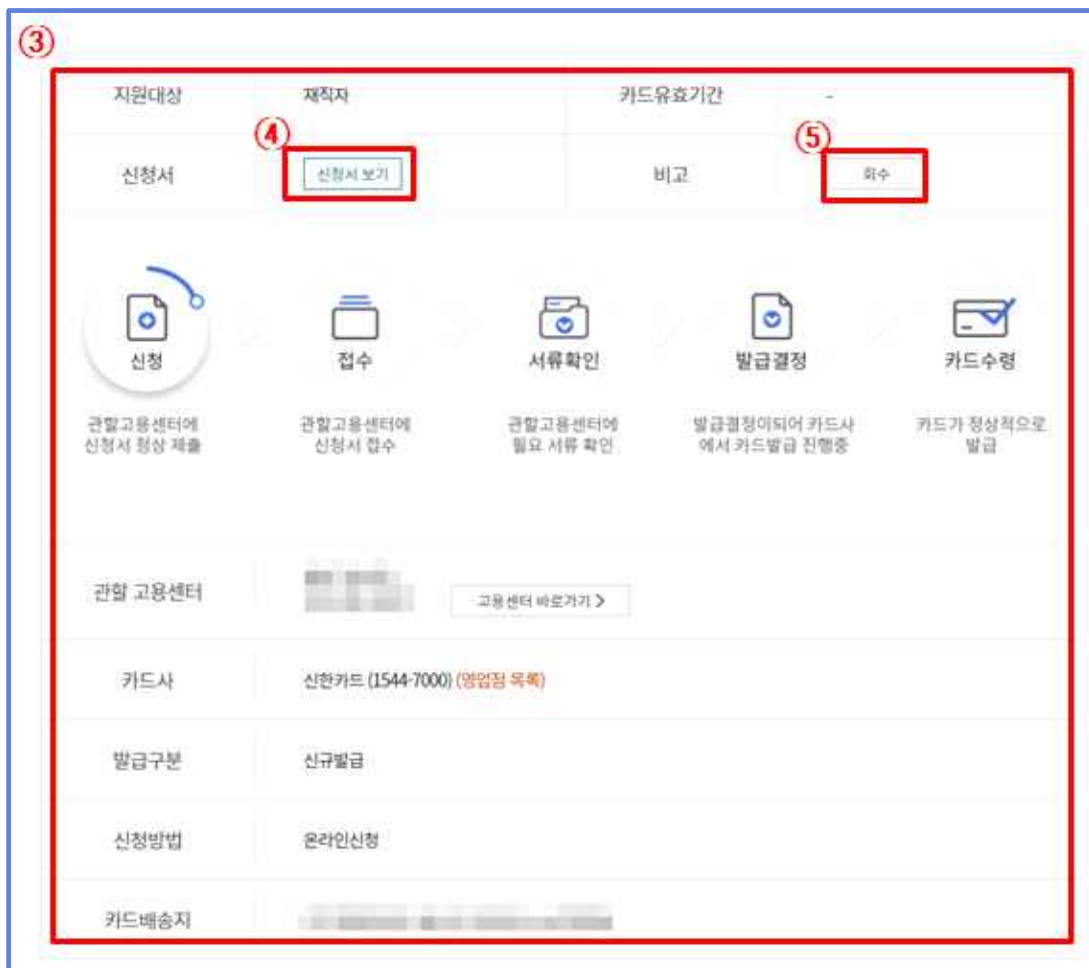 ③
지원대상 재직자 카드유효기간 -
④ ⑤
신청서 신청서 보기 비고 회수
신청 접수 서류확인 발급결정 카드수령
관할고용센터에 관할고용센터에 관할고용센터에 발급결정이되어 카드사 카드가 정상적으로
신청서 정상 제출 신청서 접수 필요 서류 확인 에서 카드발급 진행중 발급
관할 고용센터 고용센터 바로가기 >
카드사 신한카드 (1544-7000) (영업점 목록)
발급구분 신규발급
신청방법 온라인신청
카드배송지